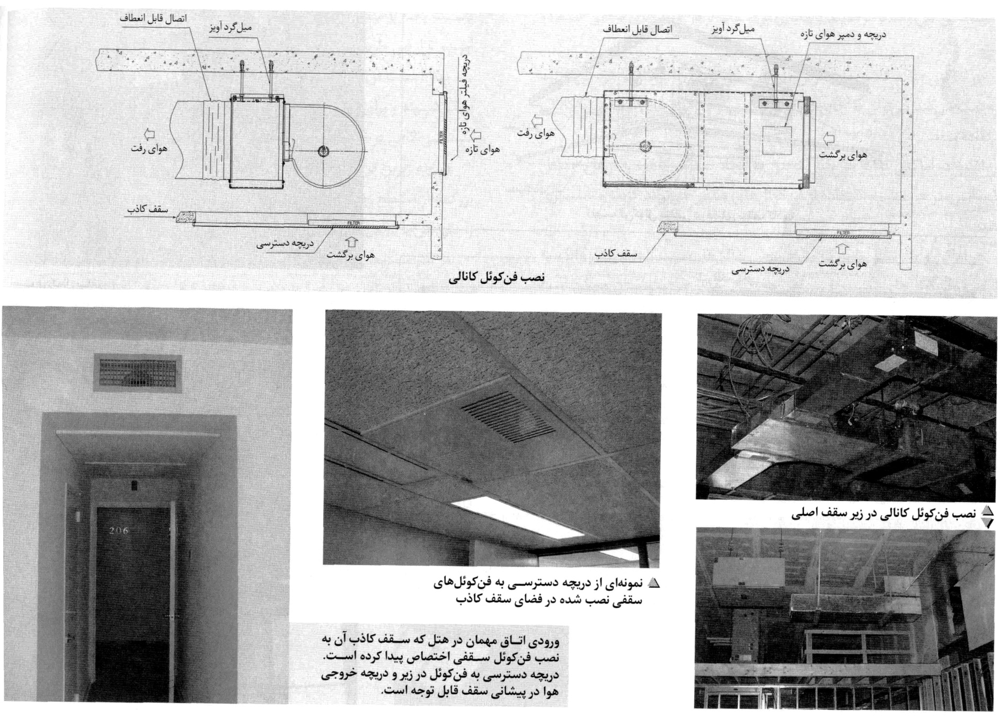 دریچه و دمپر هوای تازه
میل‌گرد آویز
اتصال قابل انعطاف
هوای رفت
هوای برگشت
FILTER
سقف کاذب
دریچه دسترسی
هوای برگشت
اتصال قابل انعطاف
میل‌گرد آویز
دریچه فیلتر هوای تازه
FILTER
هوای رفت
هوای تازه
سقف کاذب
FILTER
دریچه دسترسی
هوای برگشت
نصب فن‌کوئل کانالی
نصب فن‌کوئل کانالی در زیر سقف اصلی
نمونه‌ای از دریچه دسترسی به فن‌کوئل‌های
سقفی نصب شده در فضای سقف کاذب
206
ورودی اتاق مهمان در هتل که سقف کاذب آن به
نصب فن‌کوئل سقفی اختصاص پیدا کرده است.
دریچه دسترسی به فن‌کوئل در زیر و دریچه خروجی
هوا در پیشانی سقف قابل توجه است.